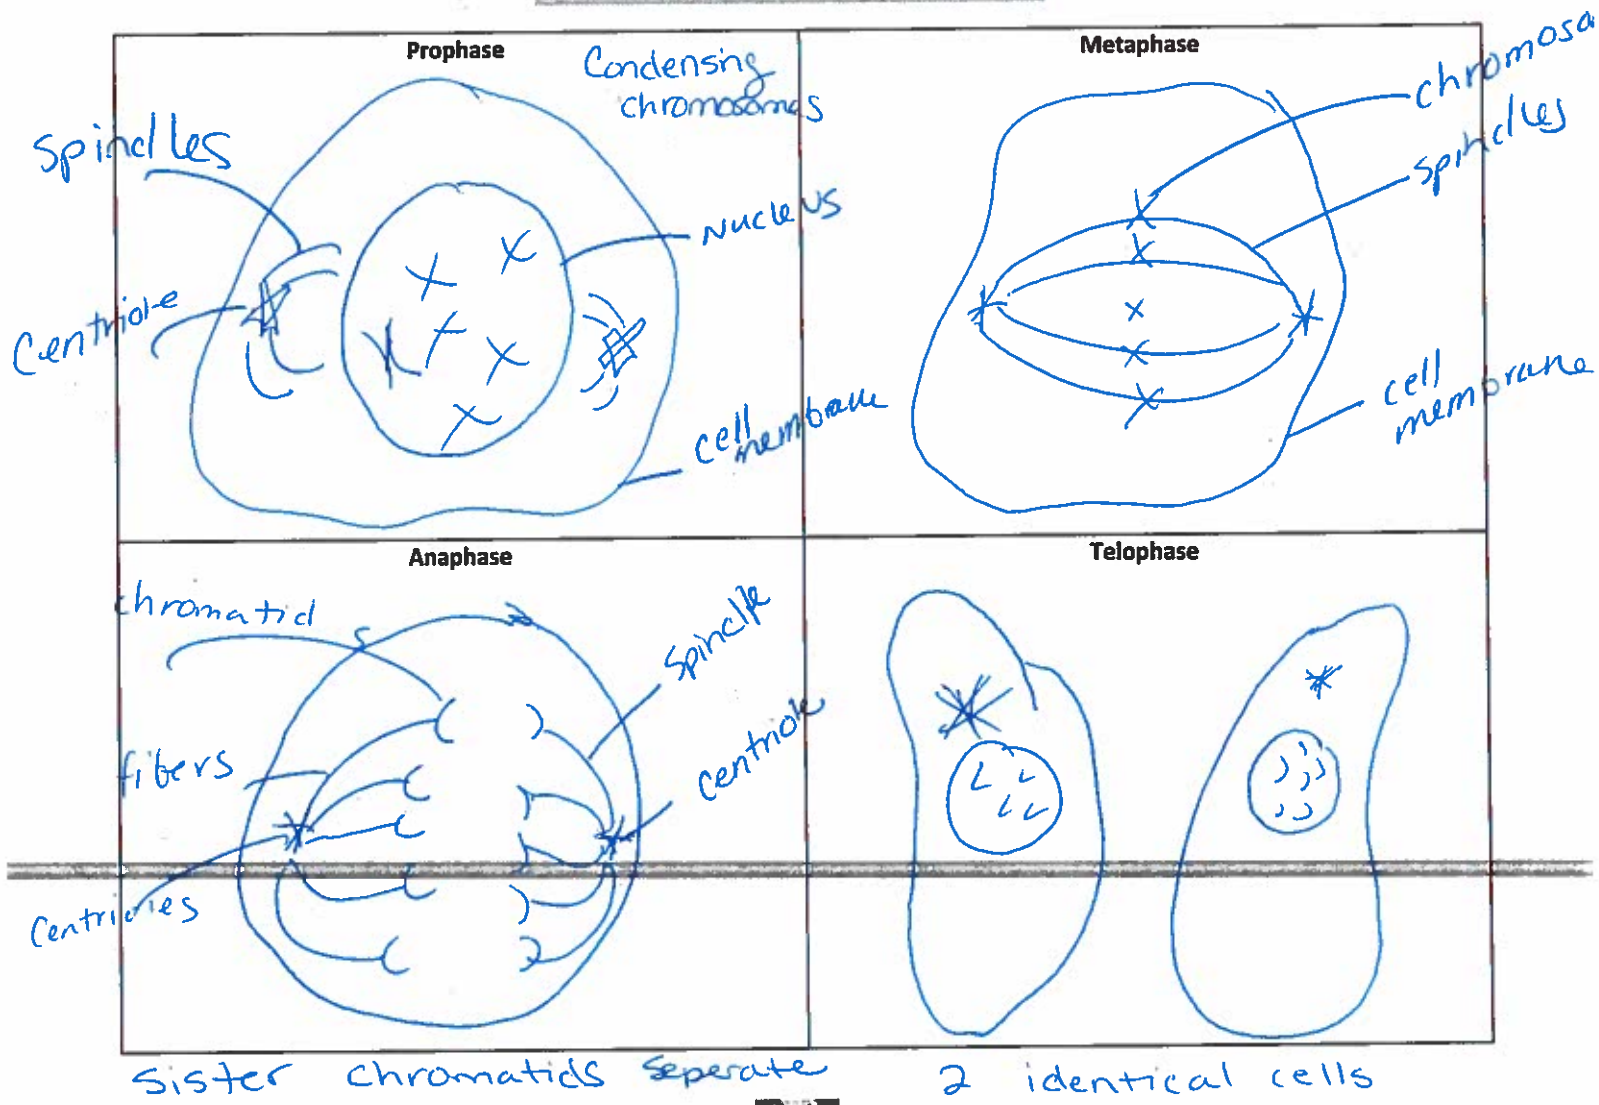 Prophase
Condensing
chromosomes
Spindles
Nucleus
Centriole
cell
membrane
Metaphase
chromoso
spindles
cell
membrane
Anaphase
chromatid
Spindle
fibers
centriole
Centrioles
Sister chromatids seperate
Telophase
2 identical cells